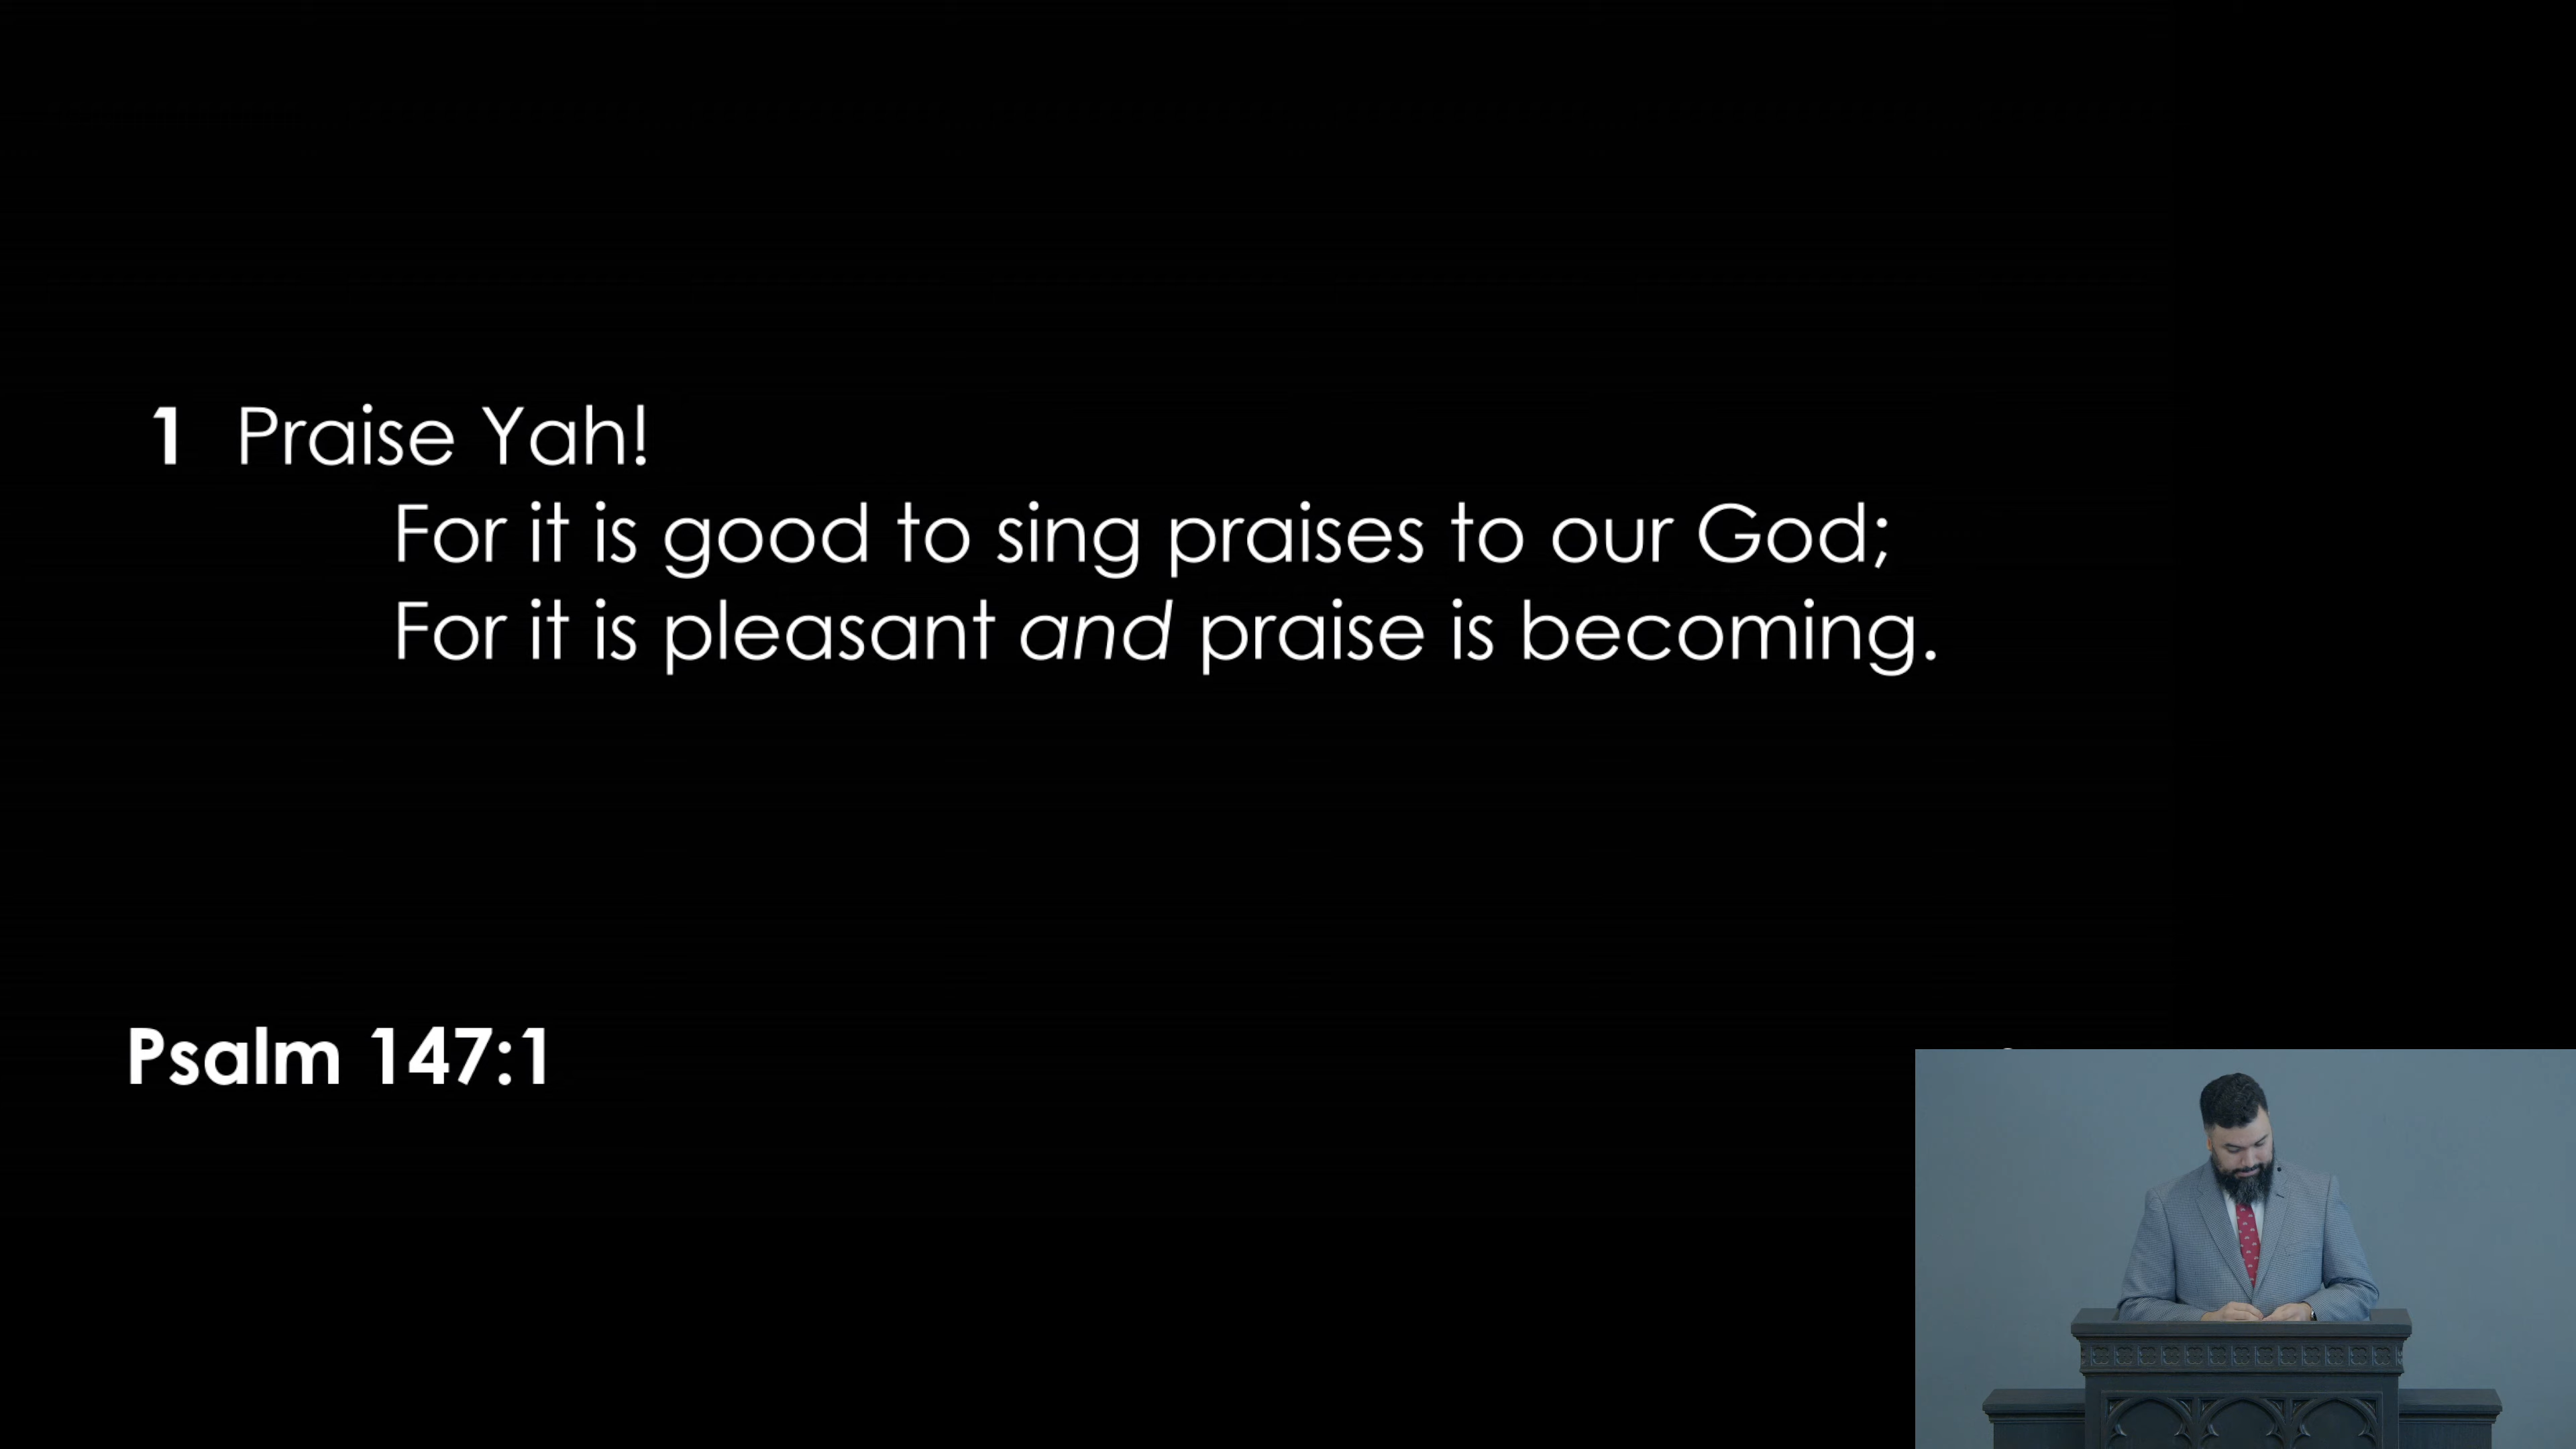 1 Praise Yah!
For it is good to sing praises to our God;
For it is pleasant and praise is becoming.
Psalm 147:1